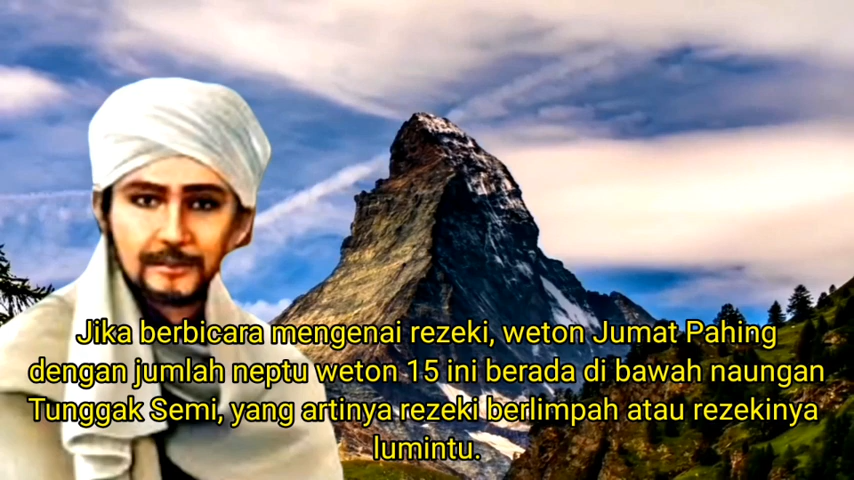 Jika berbicara mengenai rezeki, weton Jumat Pahing
dengan jumlah neptu weton 15 ini berada di bawah naungan
Tunggak Semi, yang artinya rezeki berlimpah atau rezekinya
lumintu.